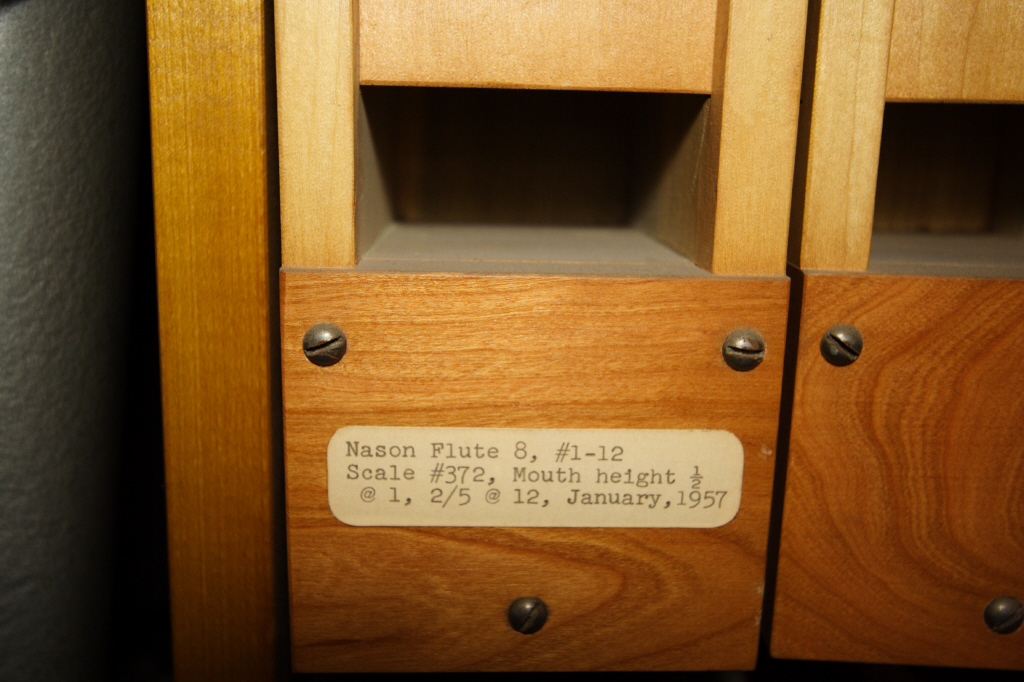 Nason Flute 8, #1-12
Scale #372, Mouth height ½
@ 1, 2/5 @ 12, January,1957